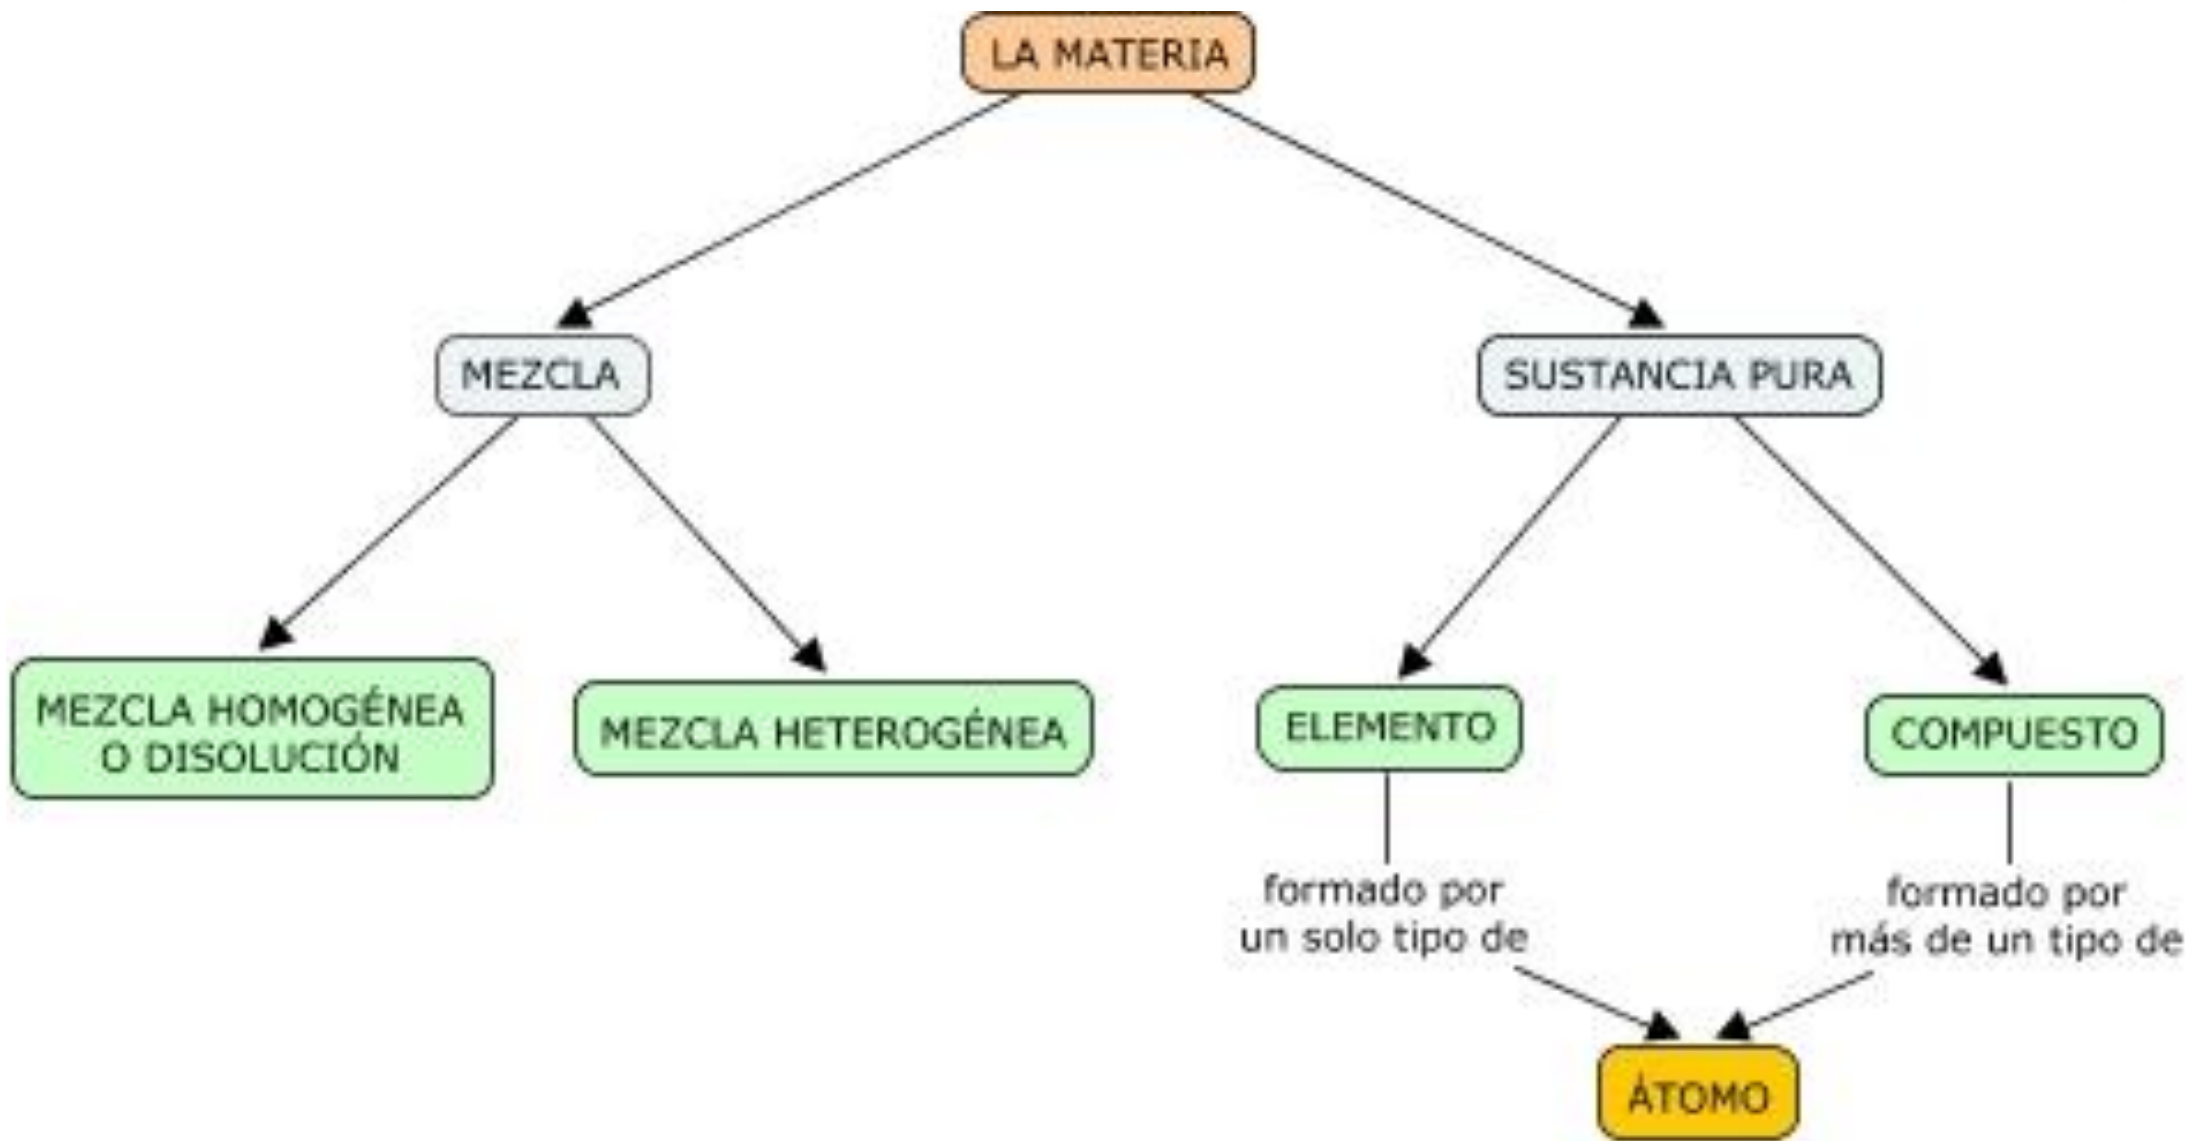 LA MATERIA
MEZCLA
SUSTANCIA PURA
MEZCLA HOMOGÉNEA
O DISOLUCIÓN
MEZCLA HETEROGÉNEA
ELEMENTO
COMPUESTO
formado por
un solo tipo de
formado por
más de un tipo de
ÁTOMO